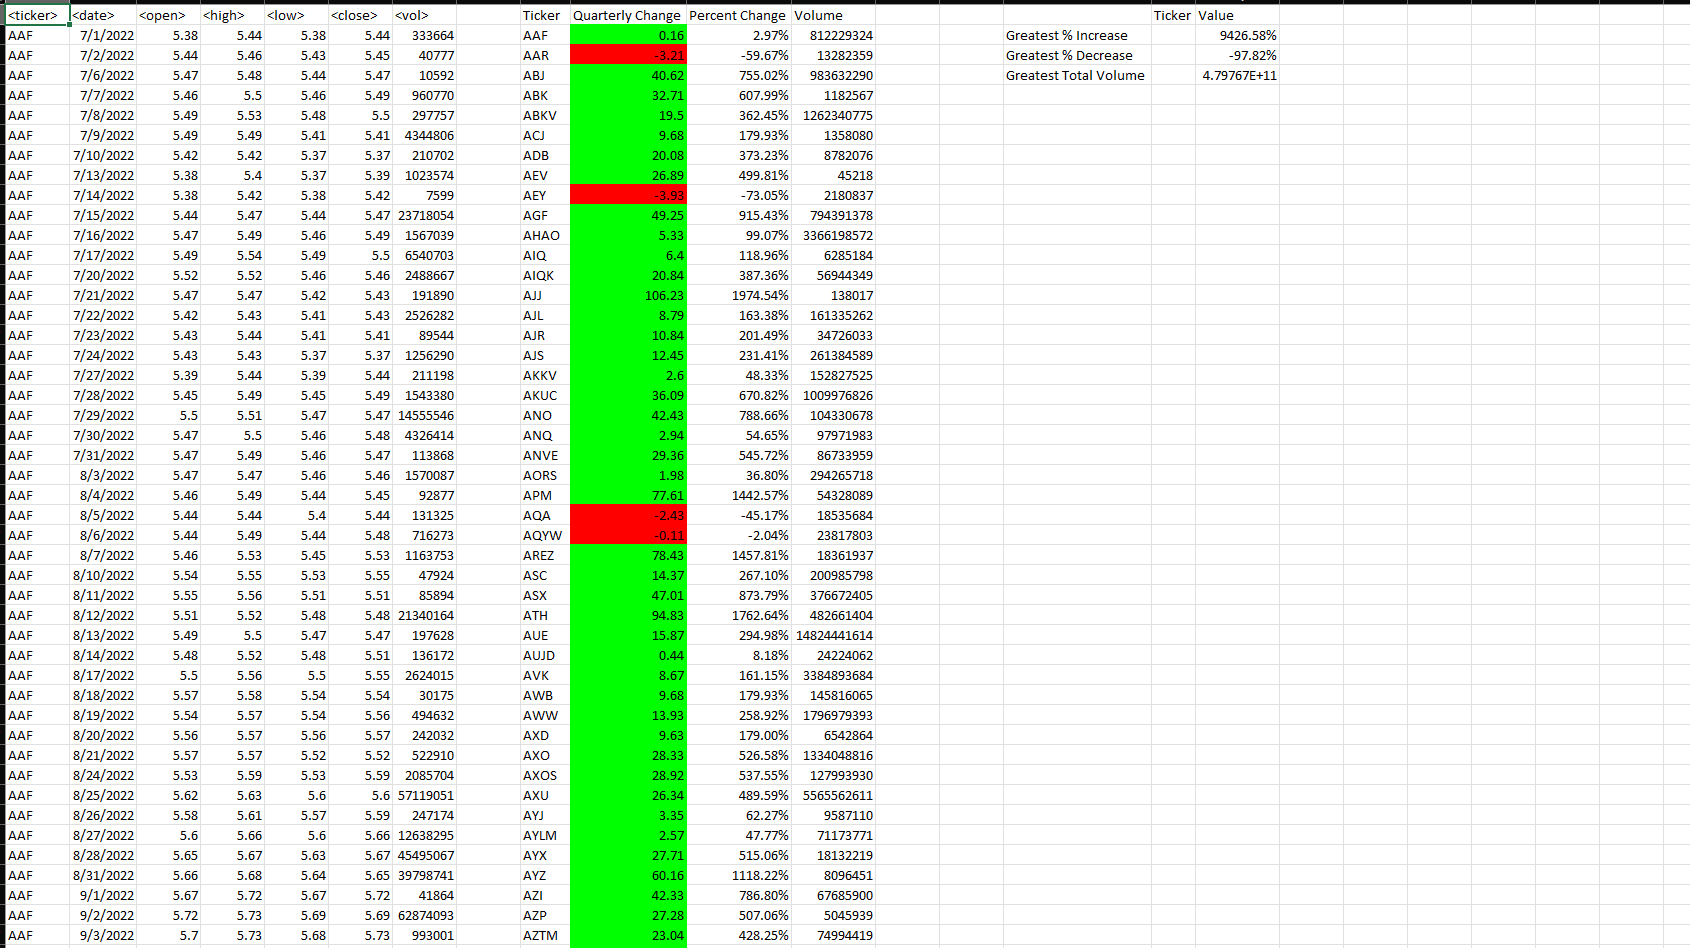 <ticker> <date> <open> <high> <low> <close> <vol> Ticker Quarterly Change Percent Change Volume Ticker Value
AAF 7/1/2022 5.38 5.44 5.38 5.44 333664 AAF 0.16 2.97% 812229324 Greatest % Increase 9426.58%
AAF 7/2/2022 5.44 5.46 5.43 5.45 40777 AAR -3.21 -59.67% 13282359 Greatest % Decrease -97.82%
AAF 7/6/2022 5.47 5.48 5.44 5.47 10592 ABJ 40.62 755.02% 983632290 Greatest Total Volume 4.79767E+11
AAF 7/7/2022 5.46 5.5 5.46 5.49 960770 ABK 32.71 607.99% 1182567
AAF 7/8/2022 5.49 5.53 5.48 5.5 297757 ABKV 19.5 362.45% 1262340775
AAF 7/9/2022 5.49 5.49 5.41 5.41 4344806 ACJ 9.68 179.93% 1358080
AAF 7/10/2022 5.42 5.42 5.37 5.37 210702 ADB 20.08 373.23% 8782076
AAF 7/13/2022 5.38 5.4 5.37 5.39 1023574 AEV 26.89 499.81% 45218
AAF 7/14/2022 5.38 5.42 5.38 5.42 7599 AEY -3.93 -73.05% 2180837
AAF 7/15/2022 5.44 5.47 5.44 5.47 23718054 AGF 49.25 915.43% 794391378
AAF 7/16/2022 5.47 5.49 5.46 5.49 1567039 AHAO 5.33 99.07% 3366198572
AAF 7/17/2022 5.49 5.54 5.49 5.5 6540703 AIQ 6.4 118.96% 6285184
AAF 7/20/2022 5.52 5.52 5.46 5.46 2488667 AIQK 20.84 387.36% 56944349
AAF 7/21/2022 5.47 5.47 5.42 5.43 191890 AJJ 106.23 1974.54% 138017
AAF 7/22/2022 5.42 5.43 5.41 5.43 2526282 AJL 8.79 163.38% 161335262
AAF 7/23/2022 5.43 5.44 5.41 5.41 89544 AJR 10.84 201.49% 34726033
AAF 7/24/2022 5.43 5.43 5.37 5.37 1256290 AJS 12.45 231.41% 261384589
AAF 7/27/2022 5.39 5.44 5.39 5.44 211198 AKKV 2.6 48.33% 152827525
AAF 7/28/2022 5.45 5.49 5.45 5.49 1543380 AKUC 36.09 670.82% 1009976826
AAF 7/29/2022 5.5 5.51 5.47 5.47 14555546 ANO 42.43 788.66% 104330678
AAF 7/30/2022 5.47 5.5 5.46 5.48 4326414 ANQ 2.94 54.65% 97971983
AAF 7/31/2022 5.47 5.49 5.46 5.47 113868 ANVE 29.36 545.72% 86733959
AAF 8/3/2022 5.47 5.47 5.46 5.46 1570087 AORS 1.98 36.80% 294265718
AAF 8/4/2022 5.46 5.49 5.44 5.45 92877 APM 77.61 1442.57% 54328089
AAF 8/5/2022 5.44 5.44 5.4 5.44 131325 AQA -2.43 -45.17% 18535684
AAF 8/6/2022 5.44 5.49 5.44 5.48 716273 AQYW -0.11 -2.04% 23817803
AAF 8/7/2022 5.46 5.53 5.45 5.53 1163753 AREZ 78.43 1457.81% 18361937
AAF 8/10/2022 5.54 5.55 5.53 5.55 47924 ASC 14.37 267.10% 200985798
AAF 8/11/2022 5.55 5.56 5.51 5.51 85894 ASX 47.01 873.79% 376672405
AAF 8/12/2022 5.51 5.52 5.48 5.48 21340164 ATH 94.83 1762.64% 482661404
AAF 8/13/2022 5.49 5.5 5.47 5.47 197628 AUE 15.87 294.98% 14824441614
AAF 8/14/2022 5.48 5.52 5.48 5.51 136172 AUJD 0.44 8.18% 24224062
AAF 8/17/2022 5.5 5.56 5.5 5.55 2624015 AVK 8.67 161.15% 3384893684
AAF 8/18/2022 5.57 5.58 5.54 5.54 30175 AWB 9.68 179.93% 145816065
AAF 8/19/2022 5.54 5.57 5.54 5.56 494632 AWW 13.93 258.92% 1796979393
AAF 8/20/2022 5.56 5.57 5.56 5.57 242032 AXD 9.63 179.00% 6542864
AAF 8/21/2022 5.57 5.57 5.52 5.52 522910 AXO 28.33 526.58% 1334048816
AAF 8/24/2022 5.53 5.59 5.53 5.59 2085704 AXOS 28.92 537.55% 127993930
AAF 8/25/2022 5.62 5.63 5.6 5.6 57119051 AXU 26.34 489.59% 5565562611
AAF 8/26/2022 5.58 5.61 5.57 5.59 247174 AYJ 3.35 62.27% 9587110
AAF 8/27/2022 5.6 5.66 5.6 5.66 12638295 AYLM 2.57 47.77% 71173771
AAF 8/28/2022 5.65 5.67 5.63 5.67 45495067 AYX 27.71 515.06% 18132219
AAF 8/31/2022 5.66 5.68 5.64 5.65 39798741 AYZ 60.16 1118.22% 8096451
AAF 9/1/2022 5.67 5.72 5.67 5.72 41864 AZI 42.33 786.80% 67685900
AAF 9/2/2022 5.72 5.73 5.69 5.69 62874093 AZP 27.28 507.06% 5045939
AAF 9/3/2022 5.7 5.73 5.68 5.73 993001 AZTM 23.04 428.25% 74994419